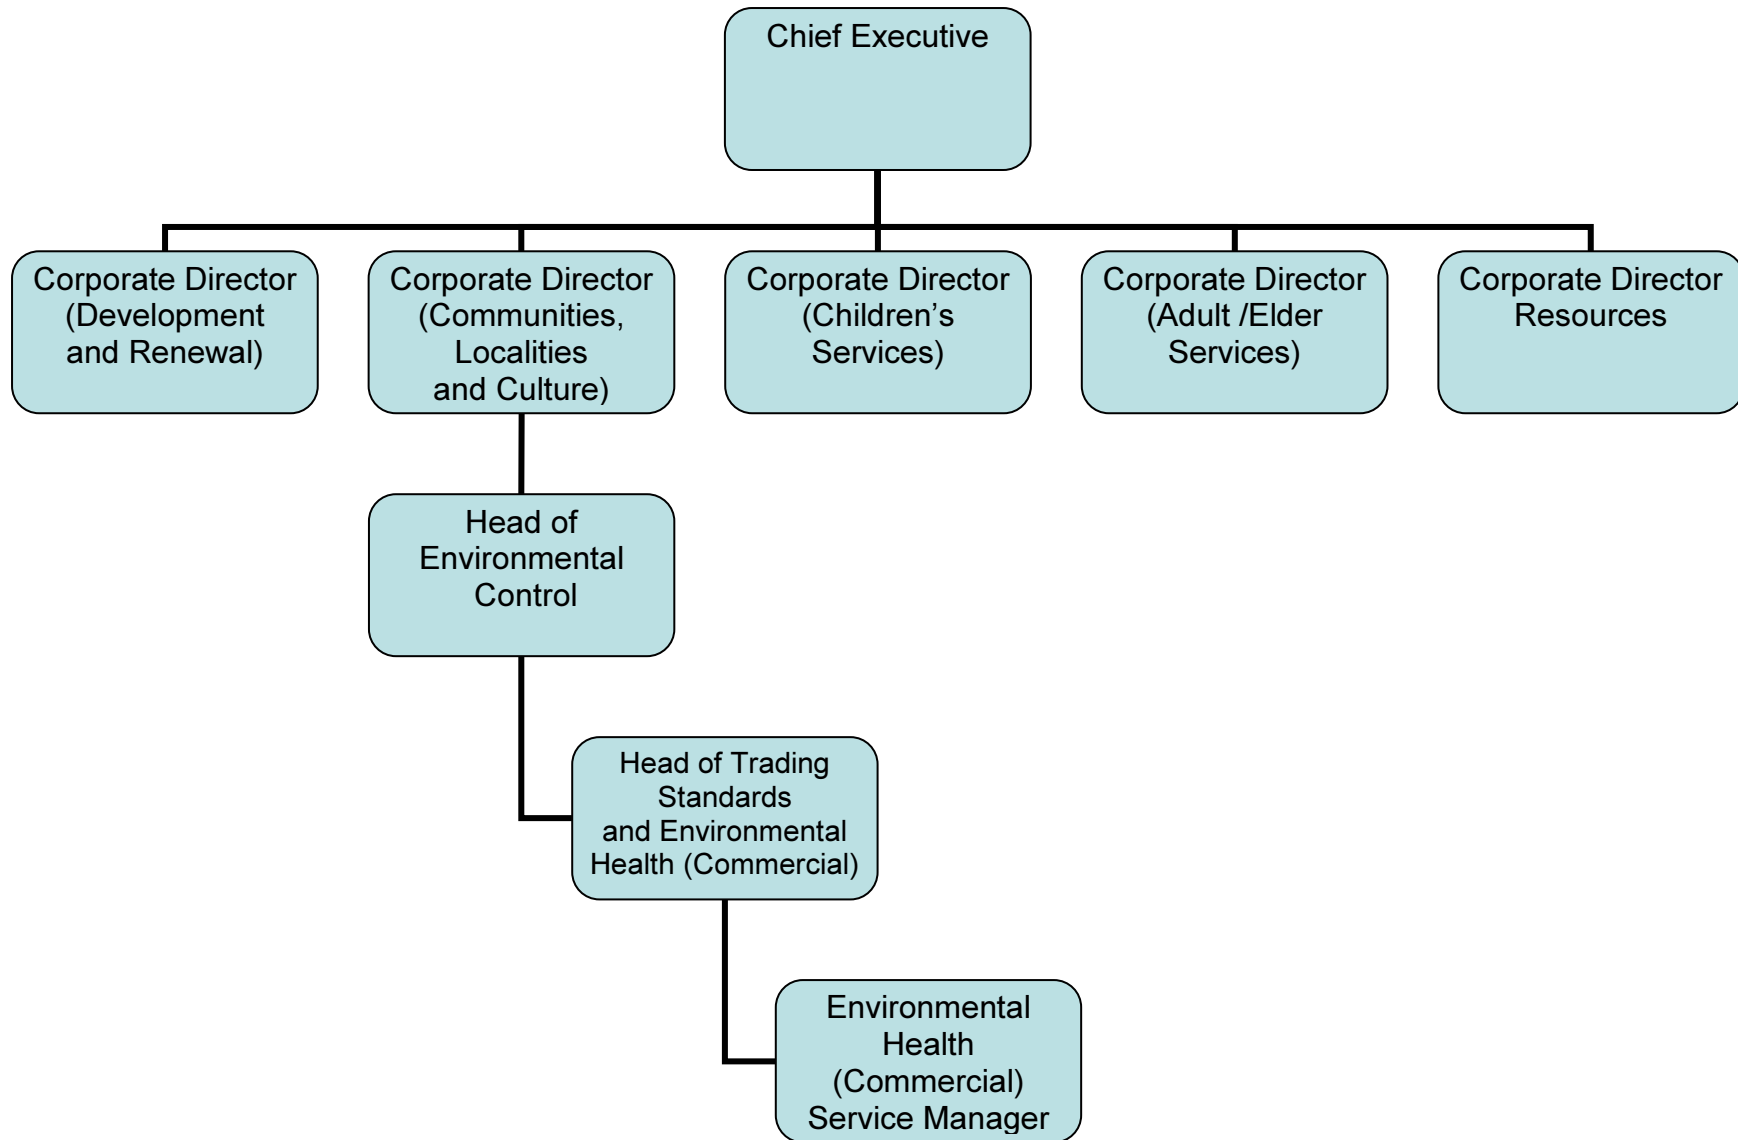 Chief Executive
Corporate Director
(Development
and Renewal)
Corporate Director
(Communities,
Localities
and Culture)
Corporate Director
(Children’s
Services)
Corporate Director
(Adult /Elder
Services)
Corporate Director
Resources
Head of
Environmental
Control
Head of Trading
Standards
and Environmental
Health (Commercial)
Environmental
Health
(Commercial)
Service Manager